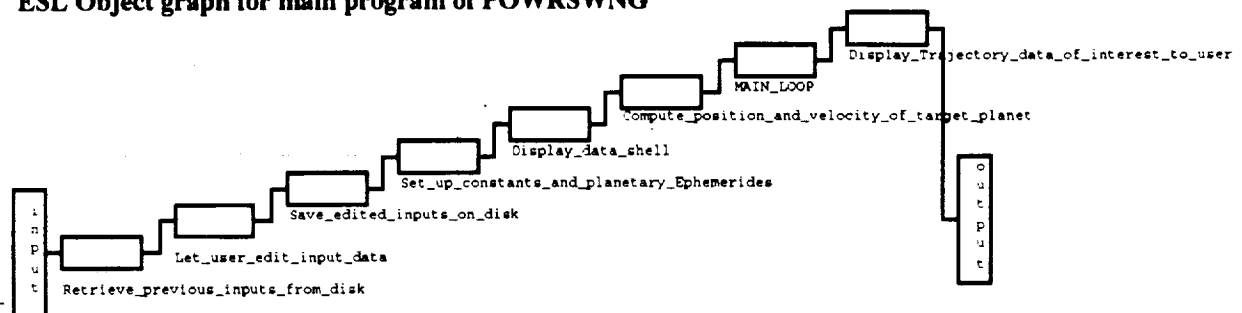 ESL Object graph for main program of POWRSWNG
Display_Trajectory_data_of_interest_to_user
MAIN_LOOP
Compute_position_and_velocity_of_target_planet
Display_data_shell
Set_up_constants_and_planetary_Ephemerides
Save_edited_inputs_on_disk
Let_user_edit_input_data
Retrieve_previous_inputs_from_disk
input
output